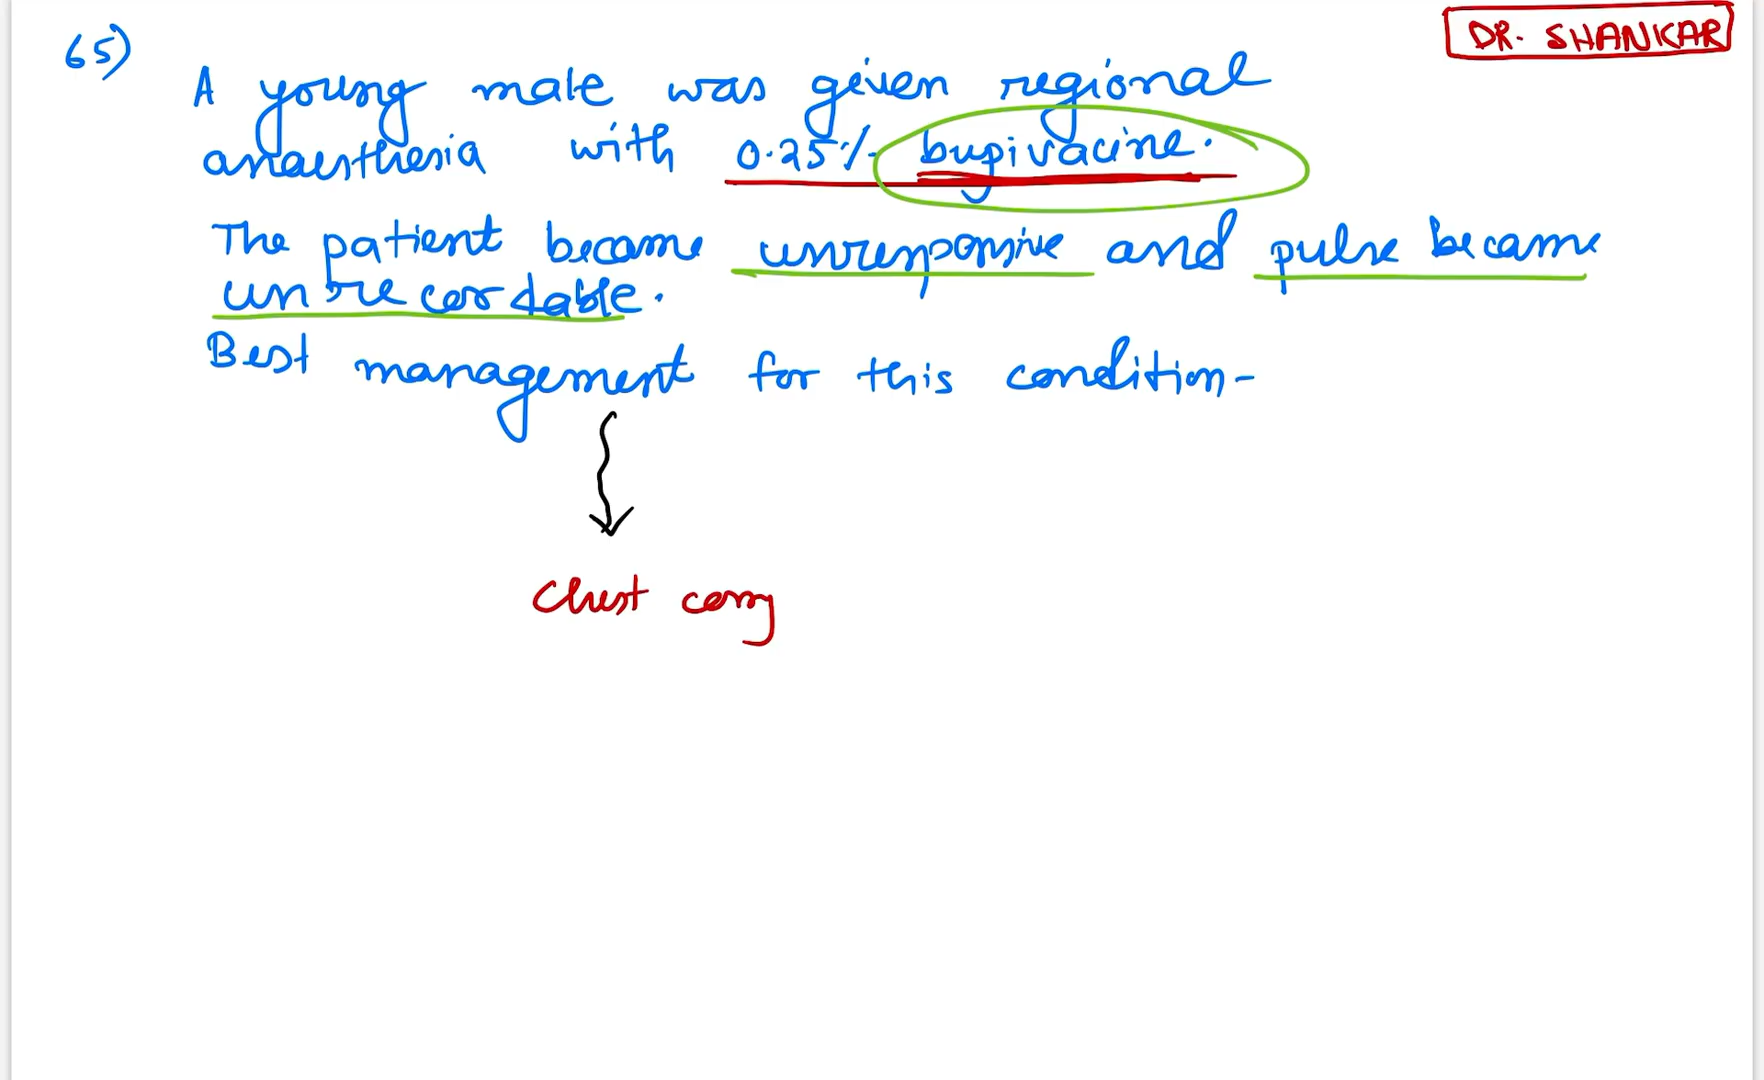 DR. SHANKAR
65)
A young male was given regional
anaesthesia with 0.25% bupivacine.
The patient became unresponsive and pulse became
unrecordable.
Best management for this condition-
Chest